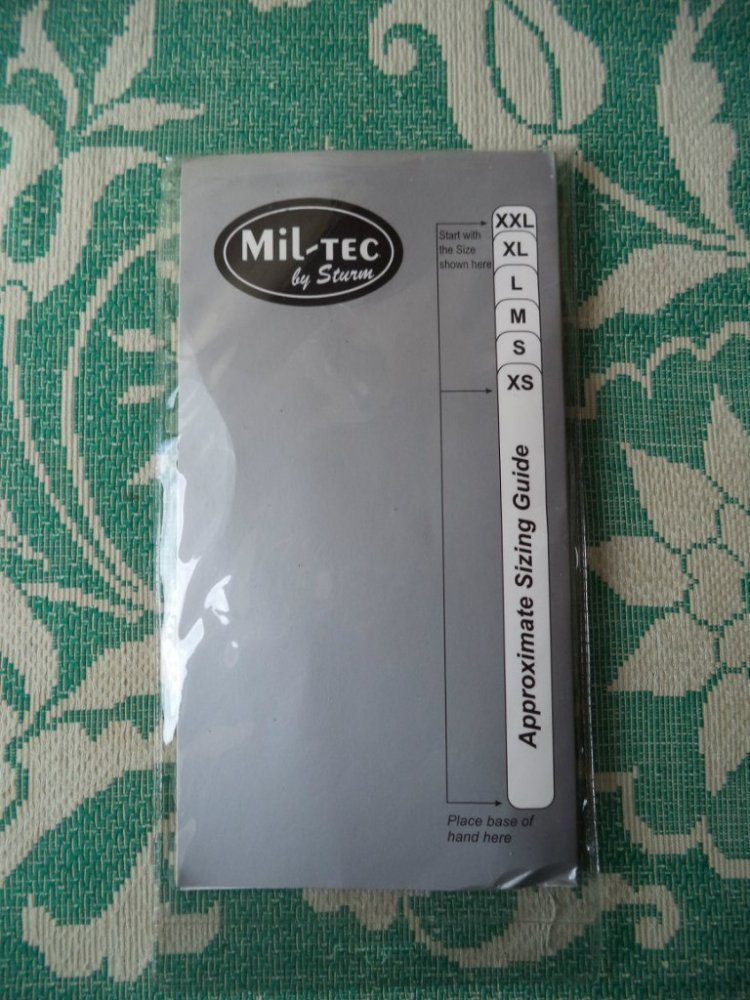 MiL-TEC
by Sturm
Start with
the Size
shown here
XXL
XL
L
M
S
XS
Approximate Sizing Guide
Place base of
hand here